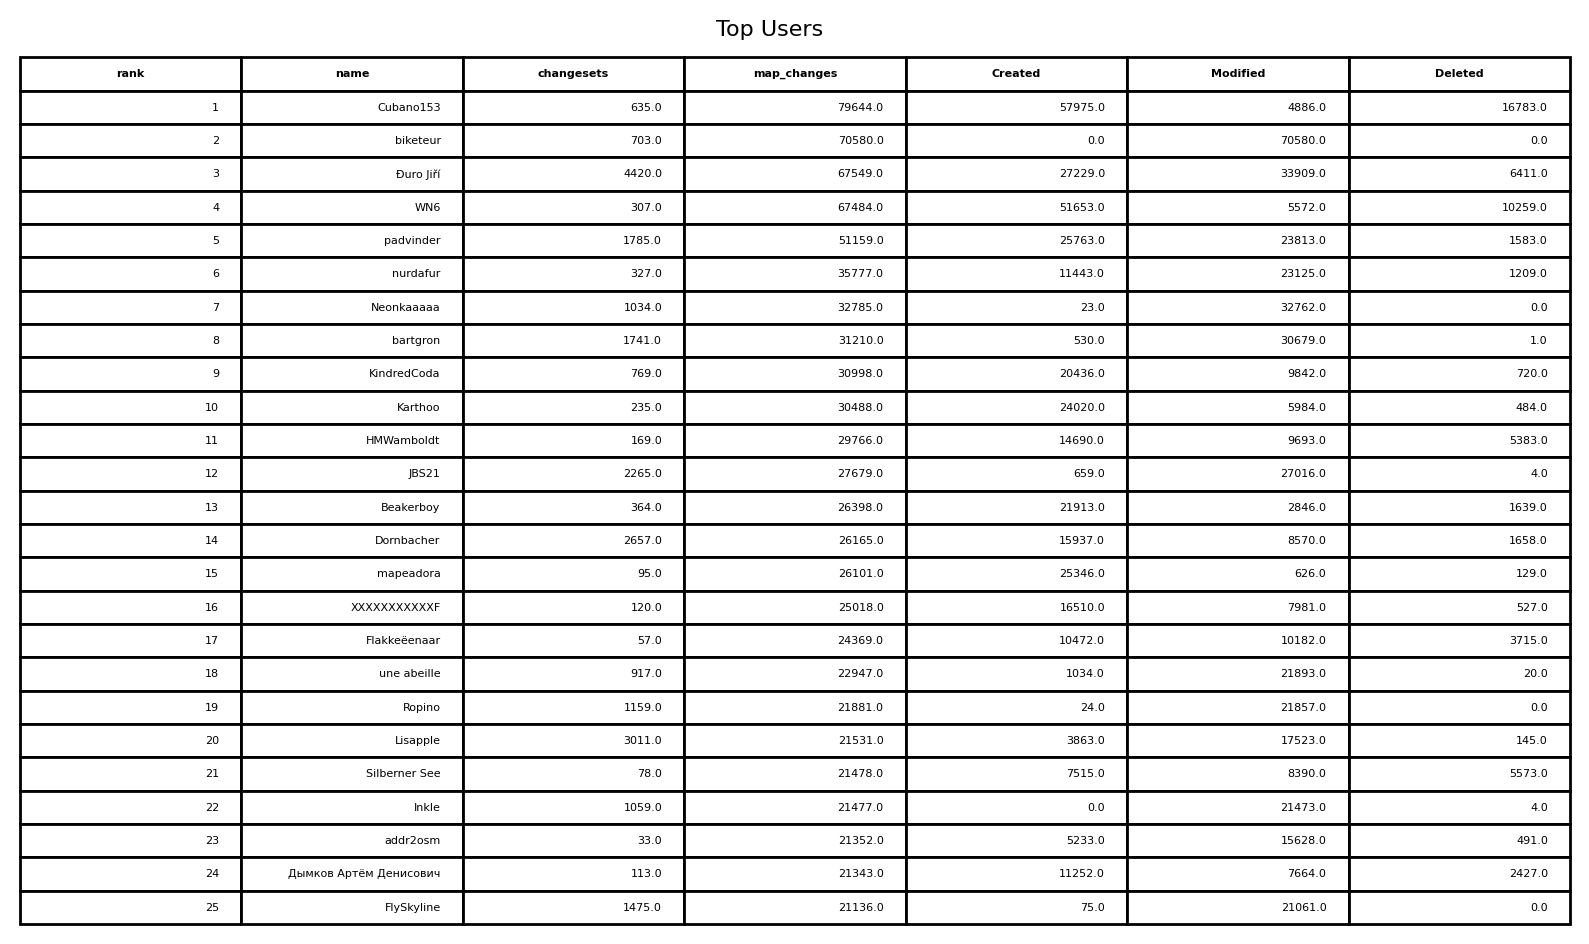 Top Users
rank name changesets map_changes Created Modified Deleted
1 Cubano153 635.0 79644.0 57975.0 4886.0 16783.0
2 biketeur 703.0 70580.0 0.0 70580.0 0.0
3 Đuro Jiří 4420.0 67549.0 27229.0 33909.0 6411.0
4 WN6 307.0 67484.0 51653.0 5572.0 10259.0
5 padvinder 1785.0 51159.0 25763.0 23813.0 1583.0
6 nurdafur 327.0 35777.0 11443.0 23125.0 1209.0
7 Neonkaaaaa 1034.0 32785.0 23.0 32762.0 0.0
8 bartgron 1741.0 31210.0 530.0 30679.0 1.0
9 KindredCoda 769.0 30998.0 20436.0 9842.0 720.0
10 Karthoo 235.0 30488.0 24020.0 5984.0 484.0
11 HMWamboldt 169.0 29766.0 14690.0 9693.0 5383.0
12 JBS21 2265.0 27679.0 659.0 27016.0 4.0
13 Beakerboy 364.0 26398.0 21913.0 2846.0 1639.0
14 Dornbacher 2657.0 26165.0 15937.0 8570.0 1658.0
15 mapeadora 95.0 26101.0 25346.0 626.0 129.0
16 XXXXXXXXXXXF 120.0 25018.0 16510.0 7981.0 527.0
17 Flakkeëenaar 57.0 24369.0 10472.0 10182.0 3715.0
18 une abeille 917.0 22947.0 1034.0 21893.0 20.0
19 Ropino 1159.0 21881.0 24.0 21857.0 0.0
20 Lisapple 3011.0 21531.0 3863.0 17523.0 145.0
21 Silberner See 78.0 21478.0 7515.0 8390.0 5573.0
22 Inkle 1059.0 21477.0 0.0 21473.0 4.0
23 addr2osm 33.0 21352.0 5233.0 15628.0 491.0
24 Дымков Артём Денисович 113.0 21343.0 11252.0 7664.0 2427.0
25 FlySkyline 1475.0 21136.0 75.0 21061.0 0.0